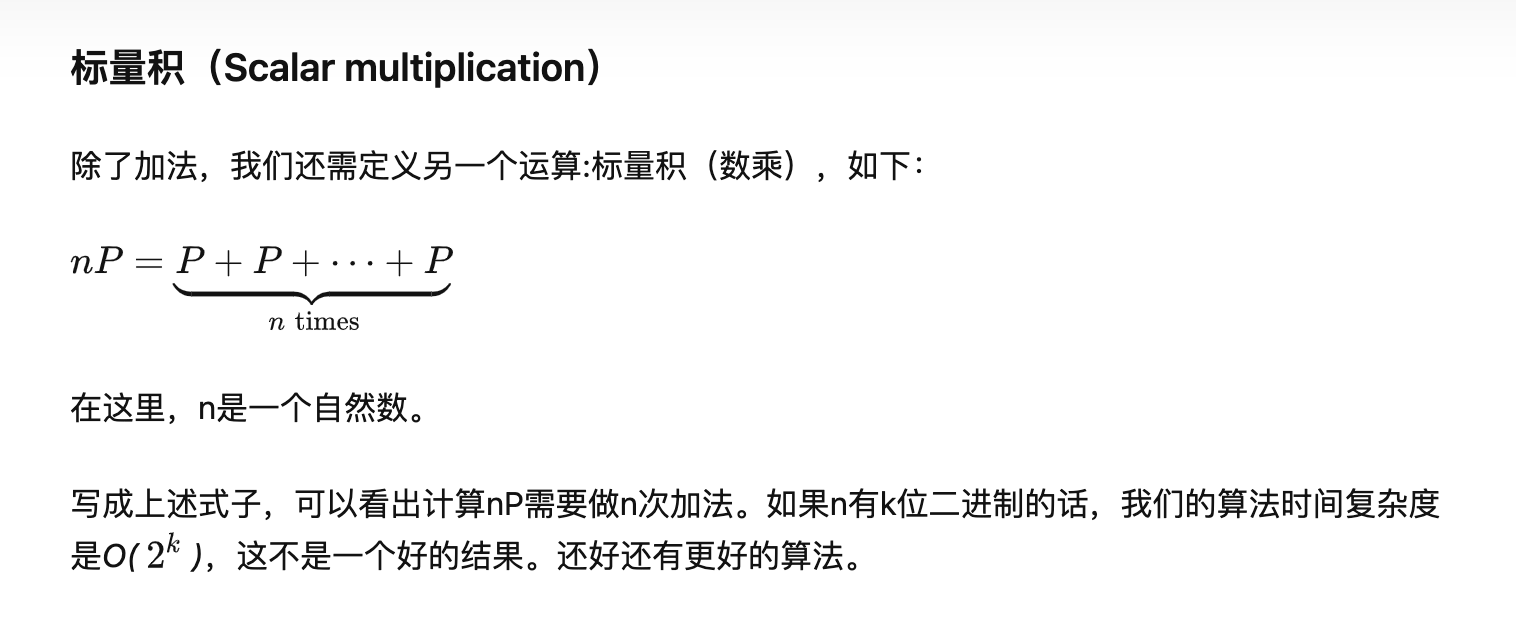 标量积（Scalar multiplication）
除了加法，我们还需定义另一个运算:标量积（数乘），如下：
nP = P + P + ⋯ + P
n times
在这里，n是一个自然数。
写成上述式子，可以看出计算nP需要做n次加法。如果n有k位二进制的话，我们的算法时间复杂度
是O( 2^k )，这不是一个好的结果。还好还有更好的算法。